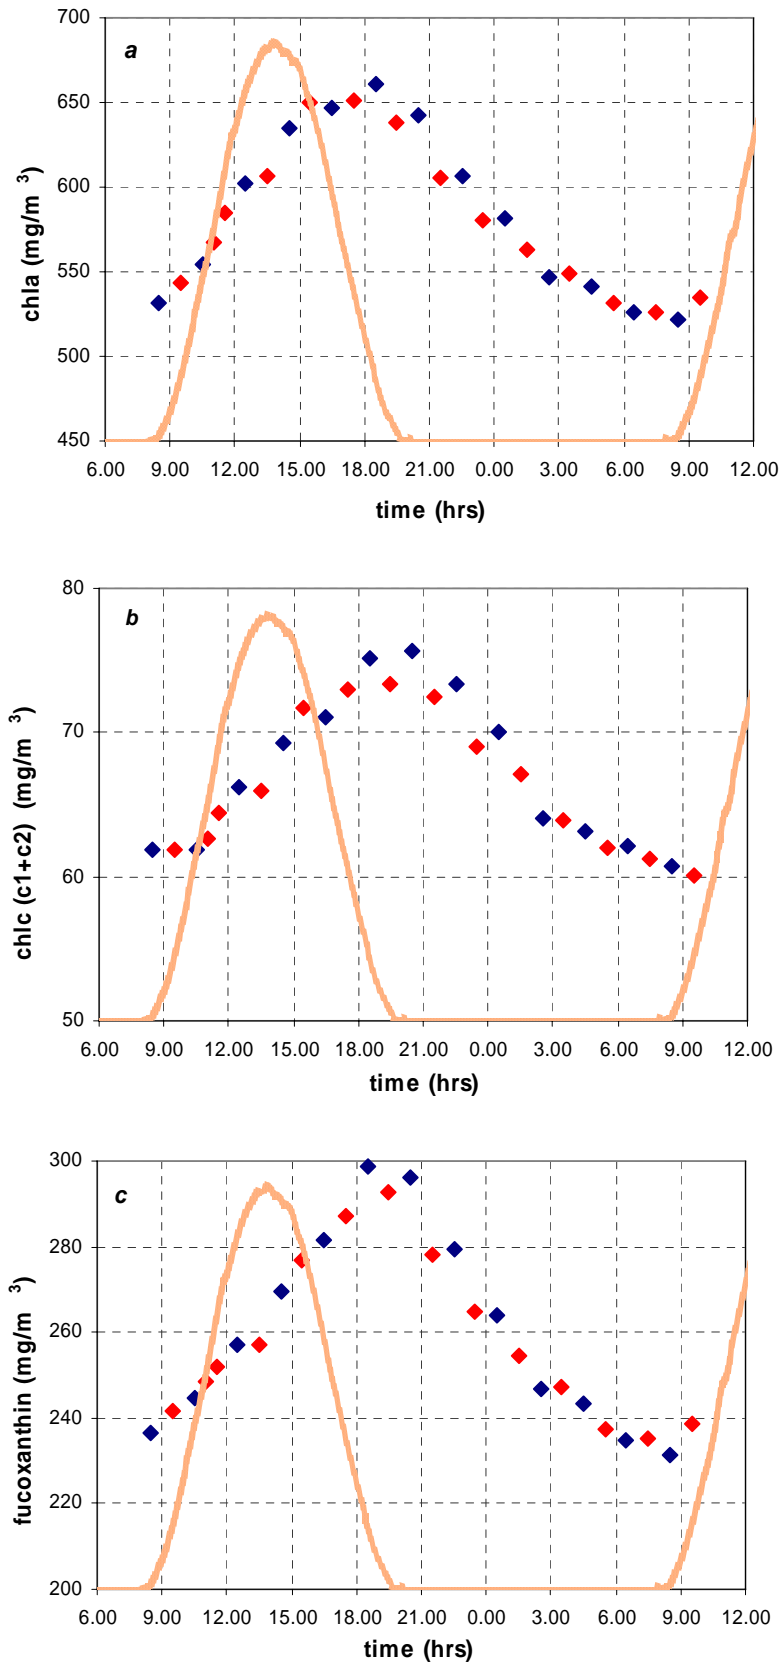 a
chla (mg/m 3)
700
650
600
550
500
450
6.00 9.00 12.00 15.00 18.00 21.00 0.00 3.00 6.00 9.00 12.00
time (hrs)
b
chlc (c1+c2) (mg/m 3)
80
70
60
50
6.00 9.00 12.00 15.00 18.00 21.00 0.00 3.00 6.00 9.00 12.00
time (hrs)
c
fucoxanthin (mg/m 3)
300
280
260
240
220
200
6.00 9.00 12.00 15.00 18.00 21.00 0.00 3.00 6.00 9.00 12.00
time (hrs)